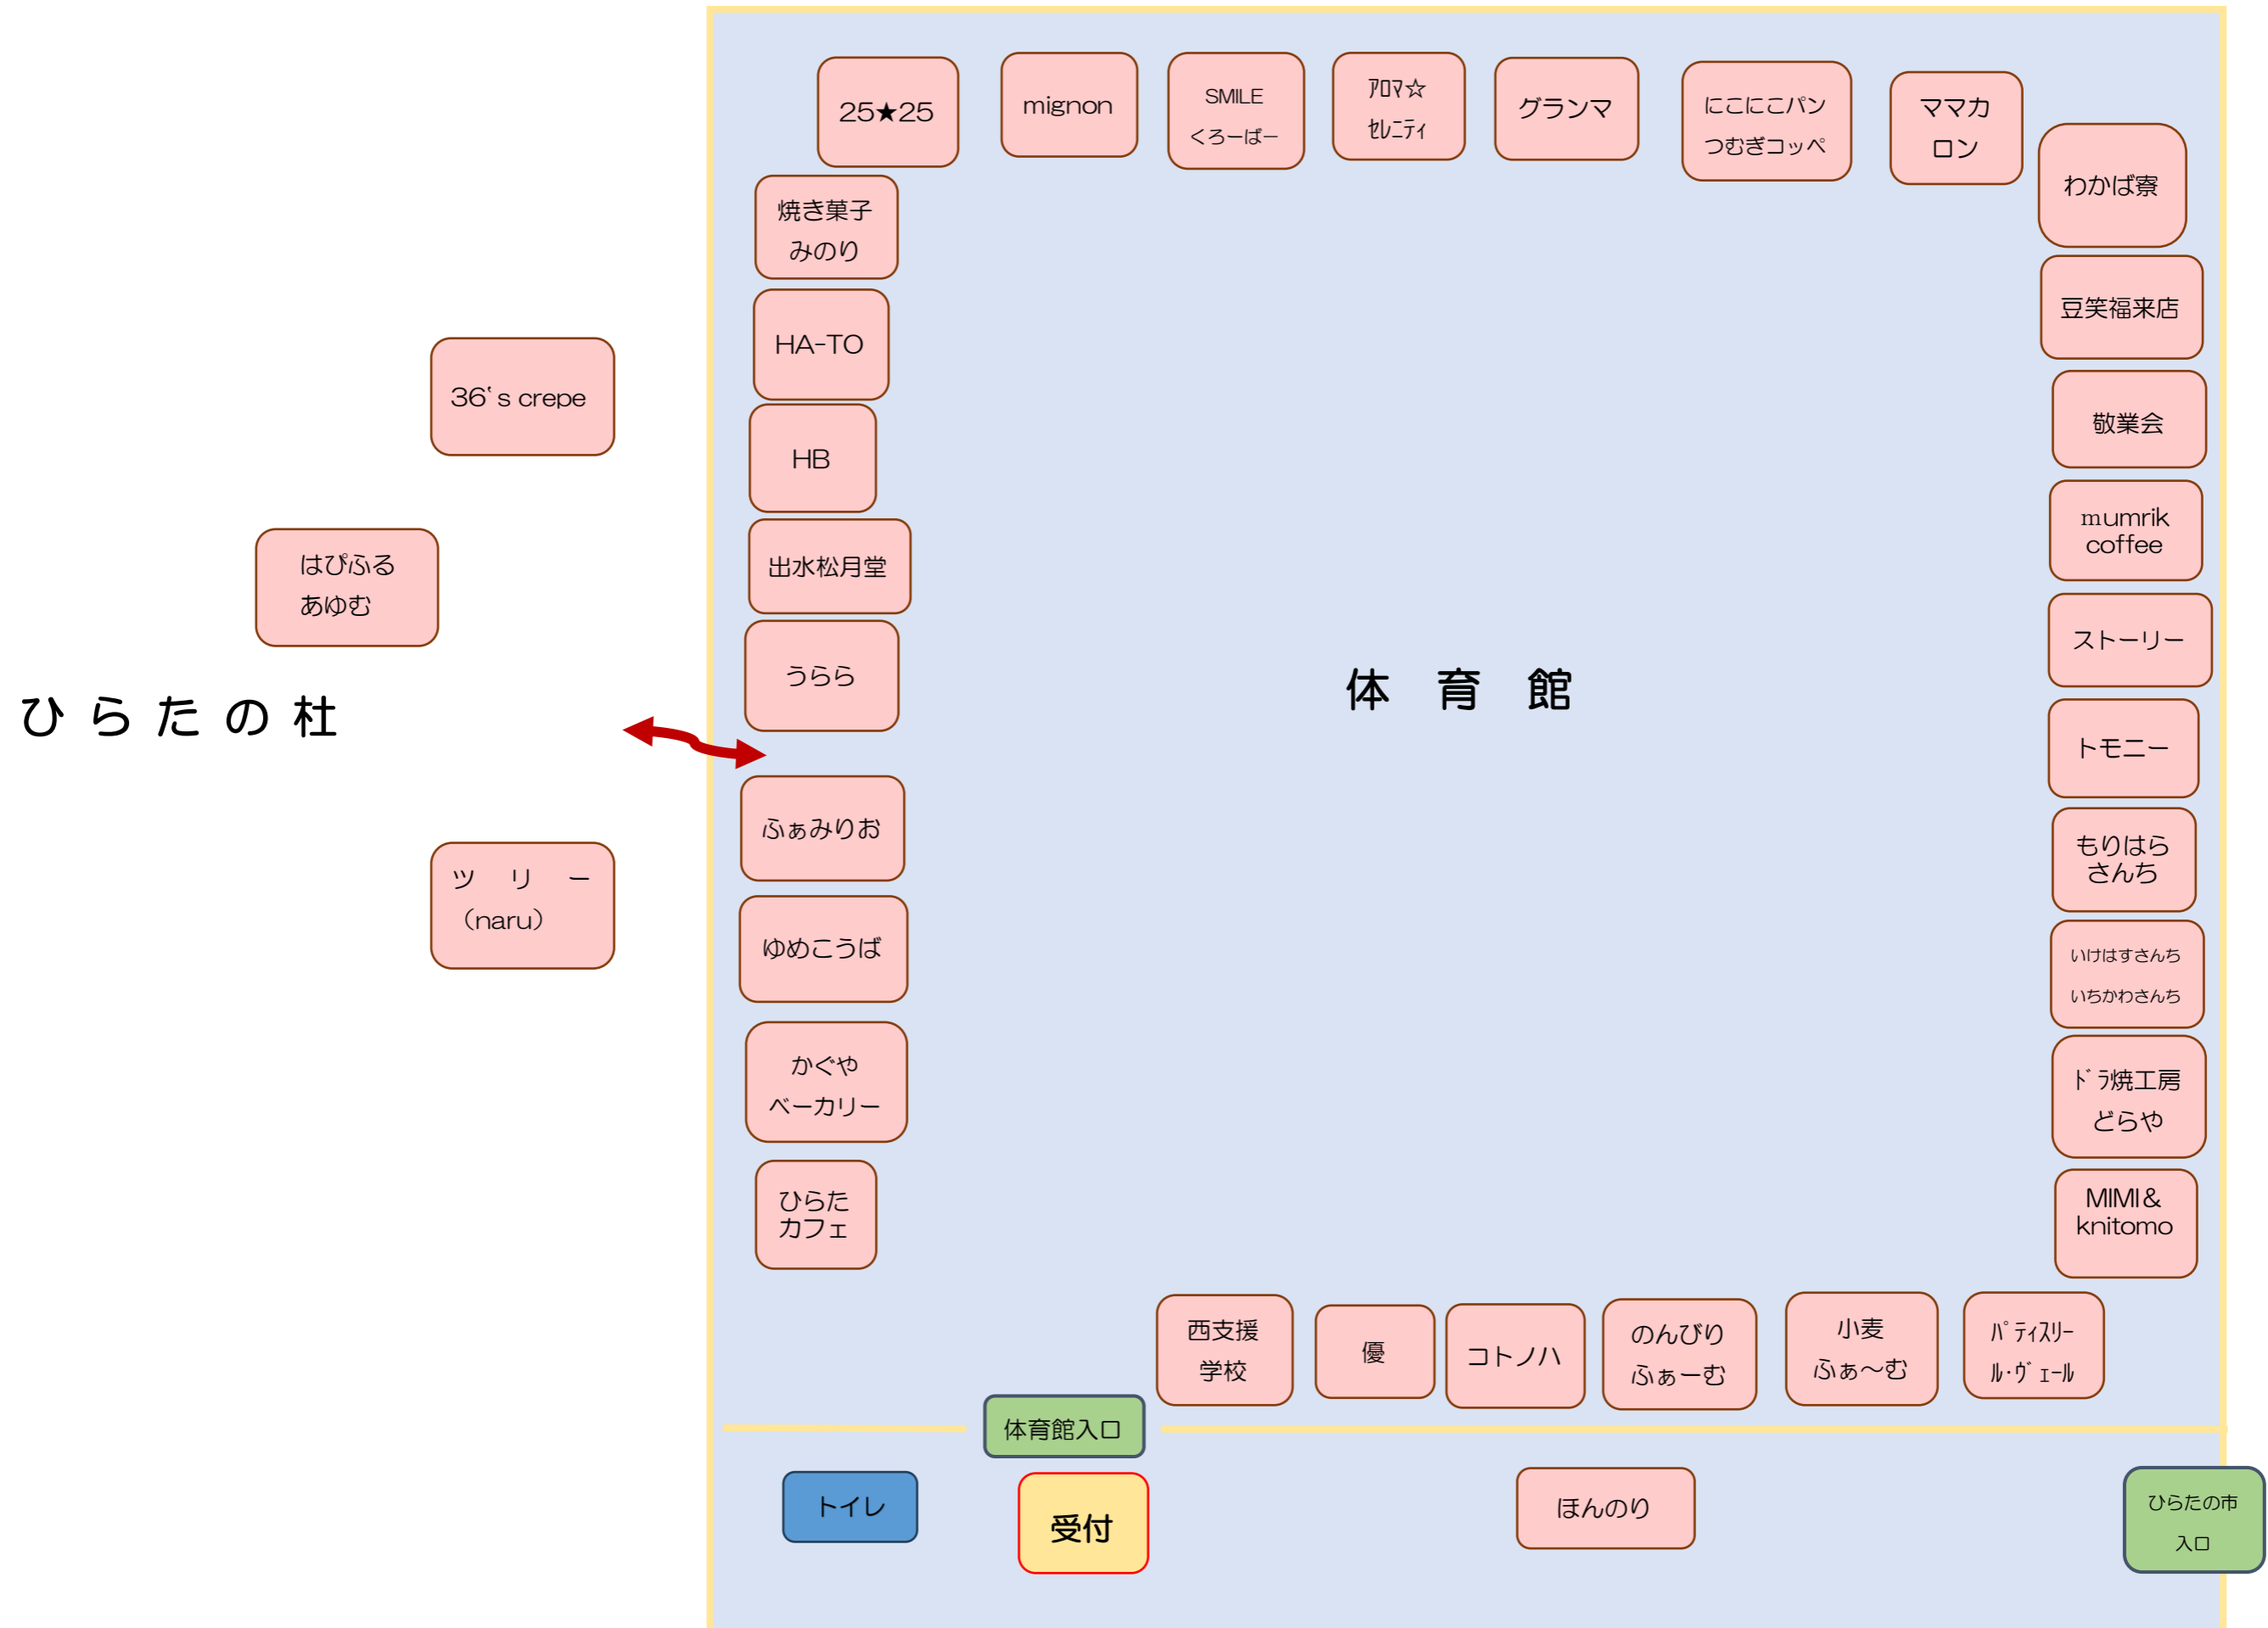 25★25
mignon
SMILE
くろーばー
ｱﾛﾏ☆
ｾﾚﾆﾃｨ
グランマ
にこにこパン
つむぎコッペ
ママカ
ロン
わかば寮
焼き菓子
みのり
豆笑福来店
HA-TO
36‘s crepe
敬業会
HB
mumrik
coffee
出水松月堂
はぴふる
あゆむ
ストーリー
うらら
体 育 館
ひ ら た の 杜
トモニー
ふぁみりお
もりはら
さんち
ツ リ ー
（naru）
ゆめこうば
いけはすさんち
いちかわさんち
かぐや
ベーカリー
ﾄﾞﾗ焼工房
どらや
ひらた
カフェ
MIMI＆
knitomo
西支援
学校
優
コトノハ
のんびり
ふぁーむ
小麦
ふぁ～む
ﾊﾟﾃｨｽﾘｰ
ﾙ･ｳﾞｪｰﾙ
体育館入口
トイレ
受付
ほんのり
ひらたの市
入口